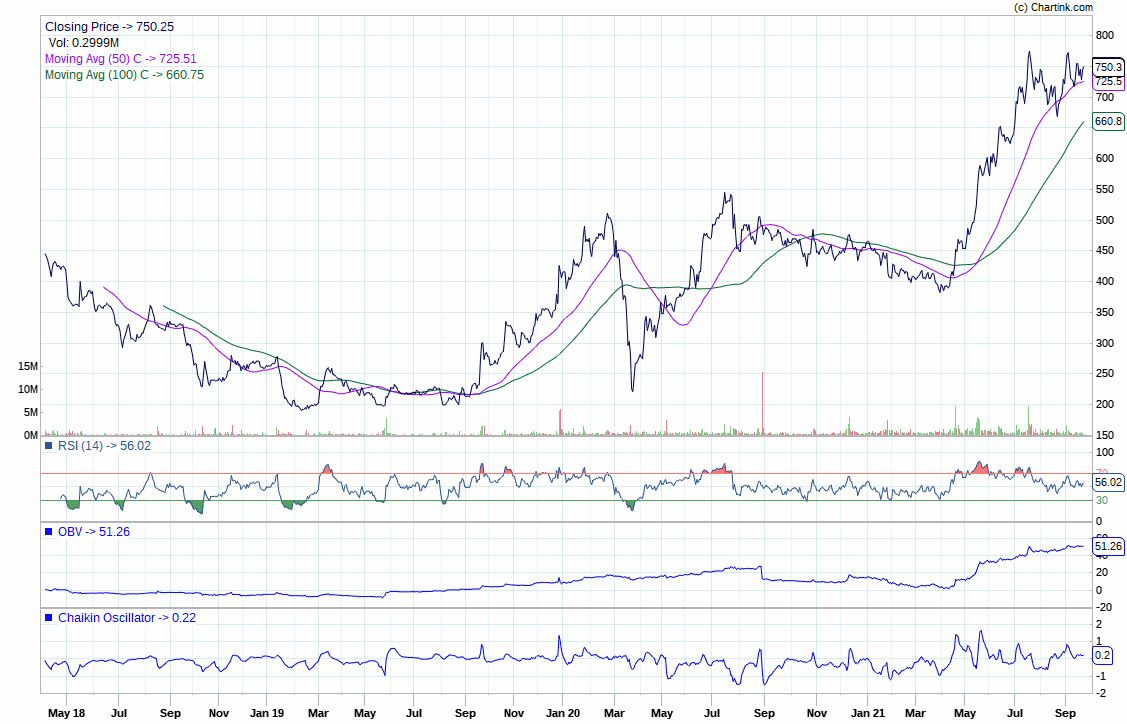 (c) Chartink.com
Closing Price -> 750.25
Vol: 0.2999M
Moving Avg (50) C -> 725.51
Moving Avg (100) C -> 660.75
800
750.3
725.5
700
660.8
600
550
500
450
400
350
300
250
200
150
15M
10M
5M
0M
RSI (14) -> 56.02
100
70
56.02
30
0
OBV -> 51.26
60
51.26
40
20
0
-20
Chaikin Oscillator -> 0.22
2
1
0.2
-1
-2
May 18 Jul Sep Nov Jan 19 Mar May Jul Sep Nov Jan 20 Mar May Jul Sep Nov Jan 21 Mar May Jul Sep